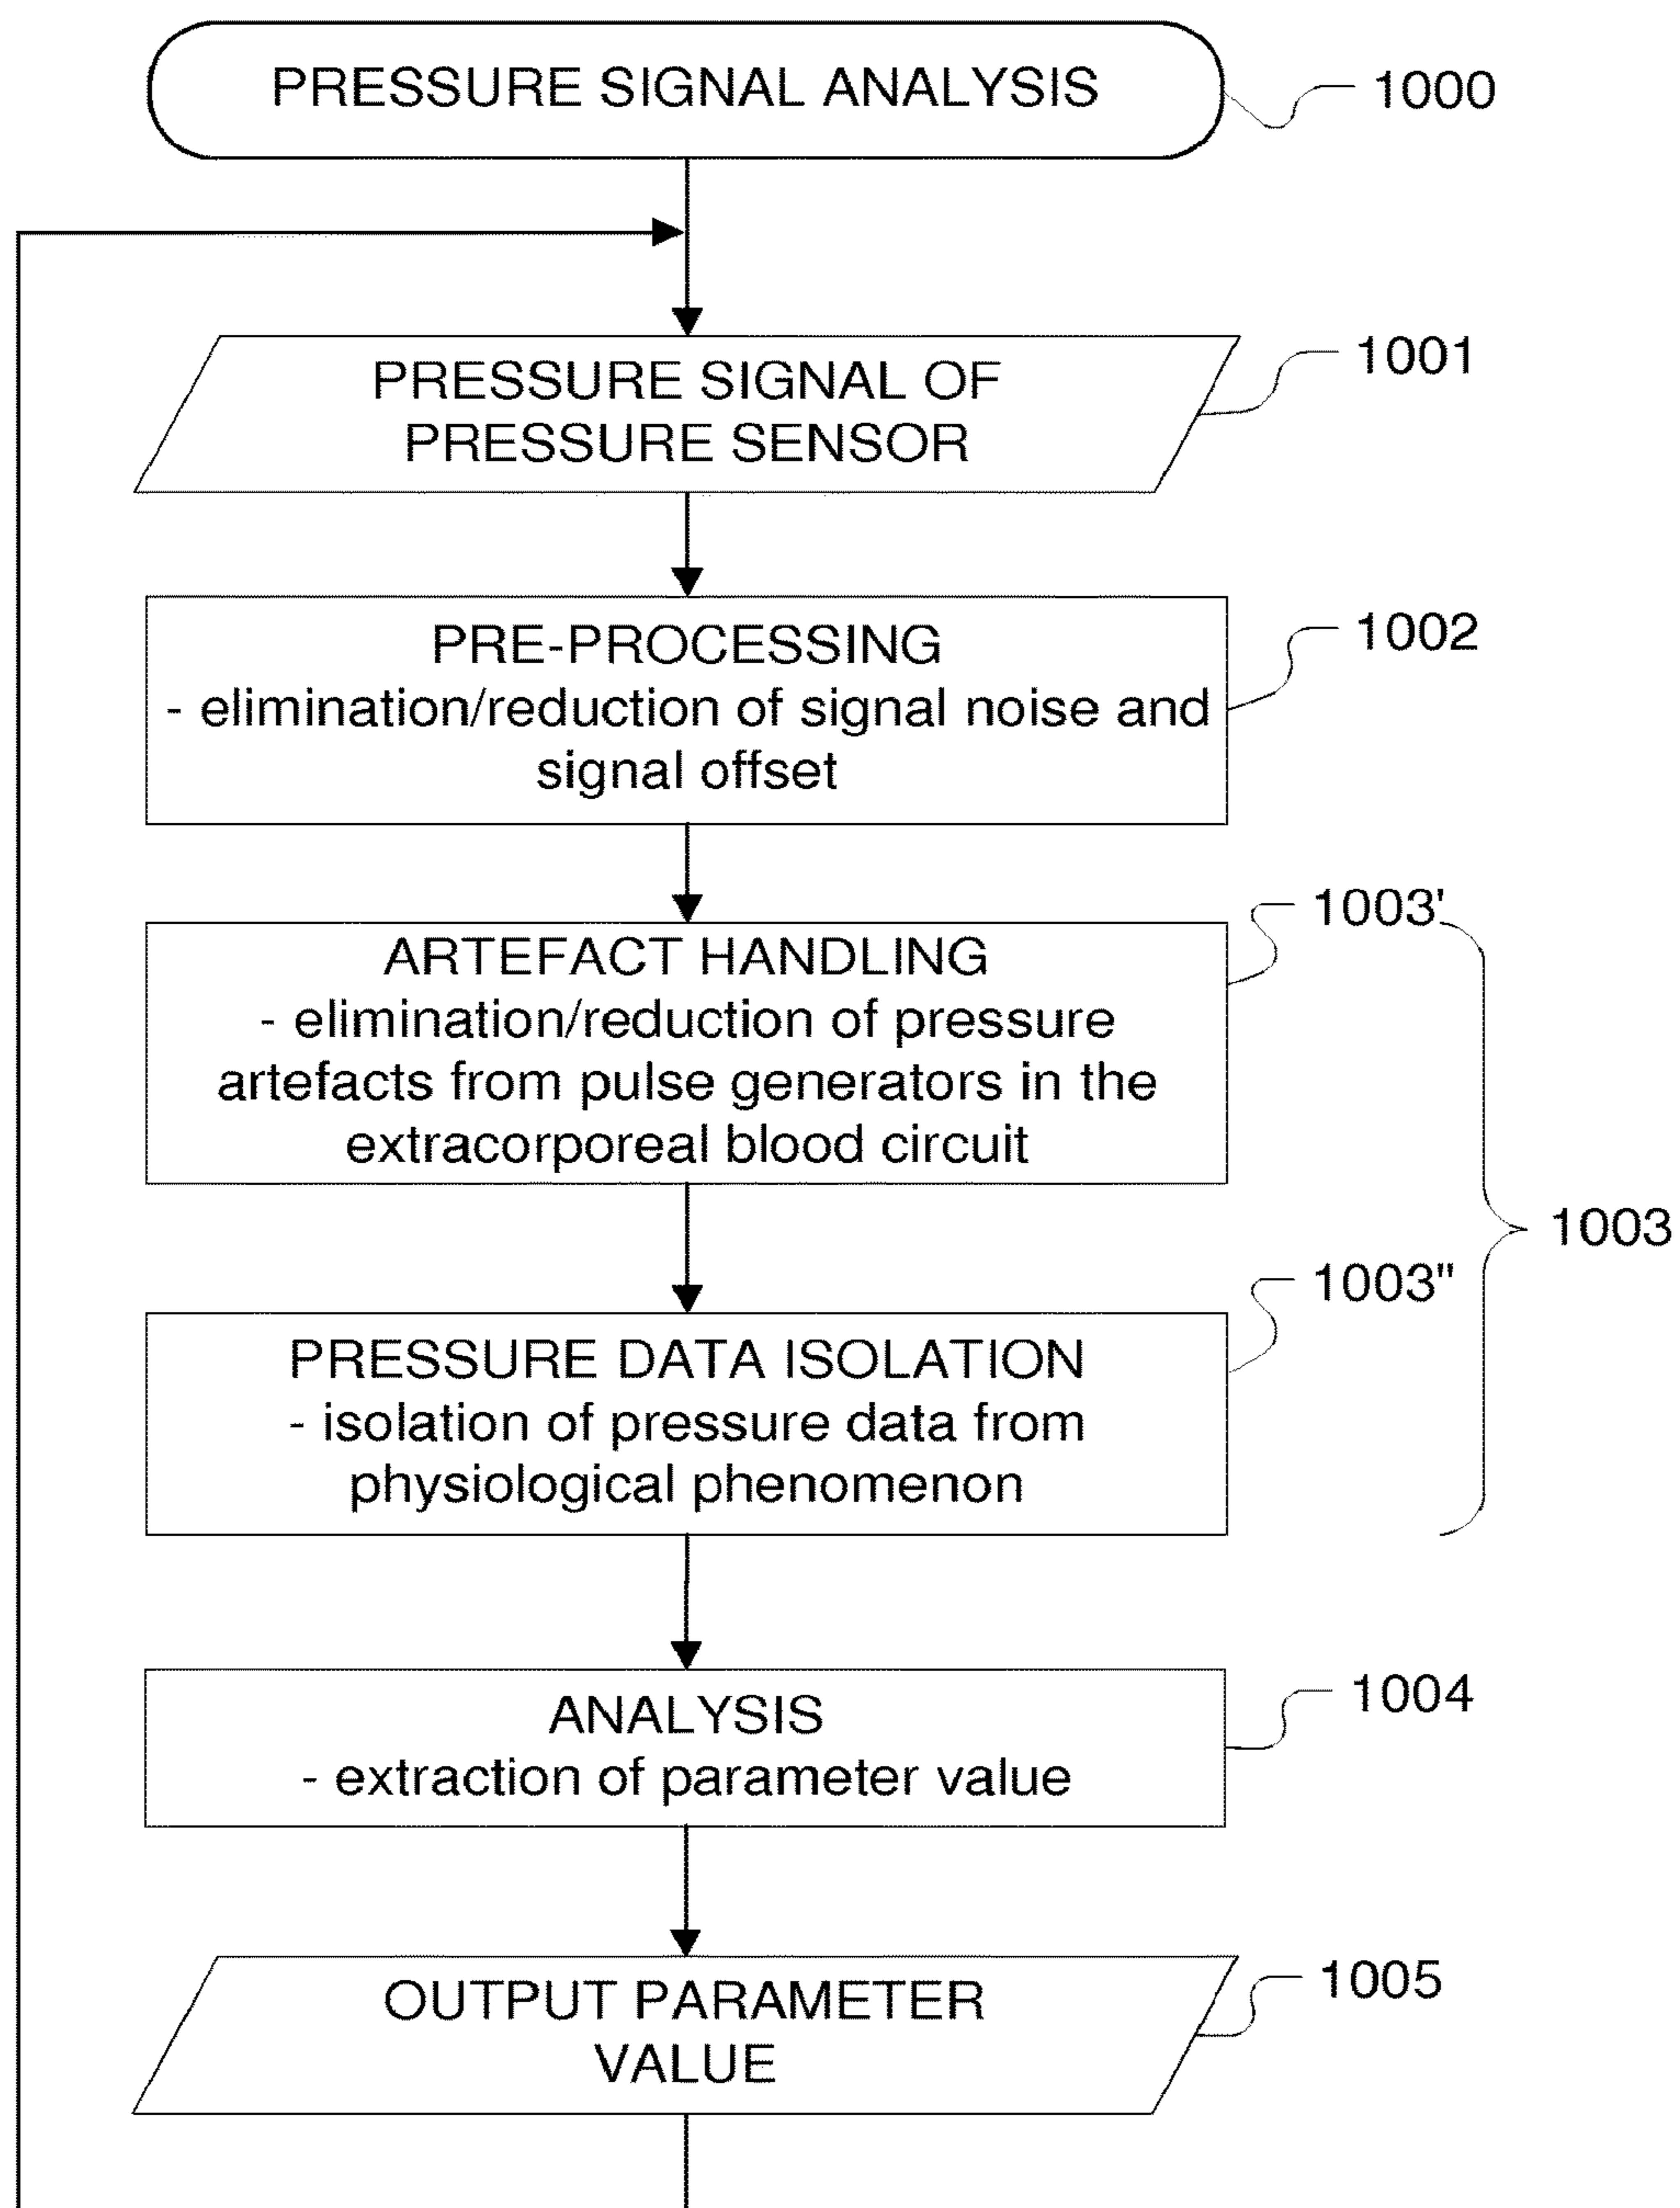 PRESSURE SIGNAL ANALYSIS
1000
PRESSURE SIGNAL OF
PRESSURE SENSOR
1001
PRE-PROCESSING
- elimination/reduction of signal noise and
signal offset
1002
ARTEFACT HANDLING
- elimination/reduction of pressure
artefacts from pulse generators in the
extracorporeal blood circuit
1003'
1003
PRESSURE DATA ISOLATION
- isolation of pressure data from
physiological phenomenon
1003"
ANALYSIS
- extraction of parameter value
1004
OUTPUT PARAMETER
VALUE
1005